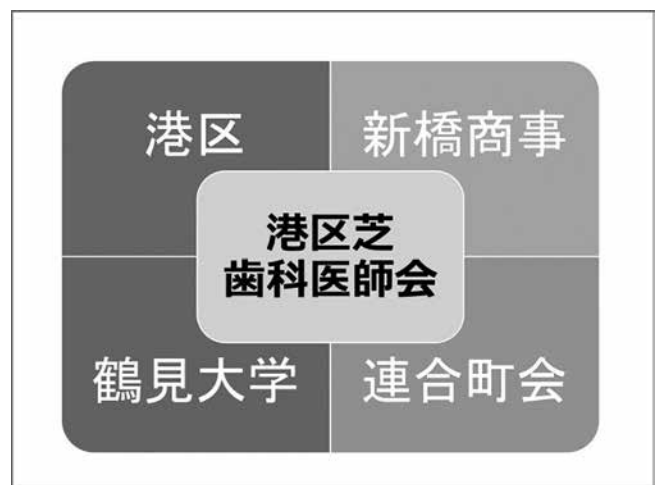 港区
新橋商事
港区芝
歯科医師会
鶴見大学
連合町会